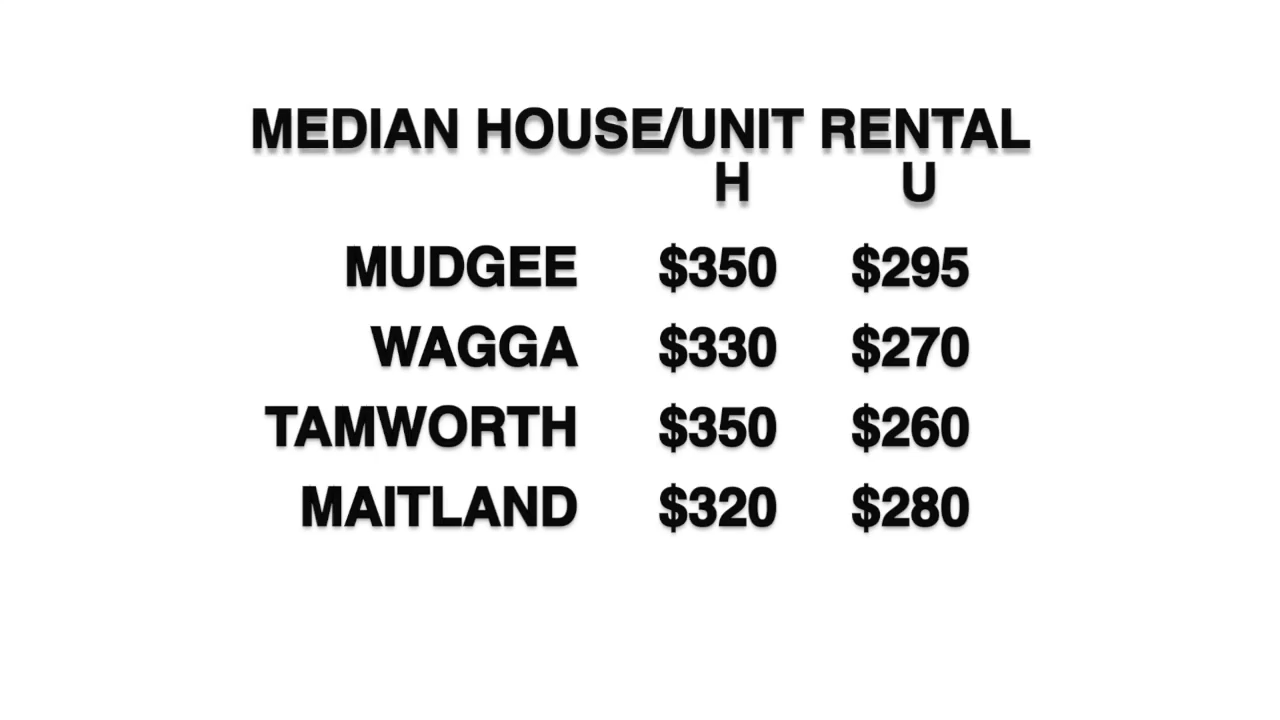 MEDIAN HOUSE/UNIT RENTAL
H U
MUDGEE $350 $295
WAGGA $330 $270
TAMWORTH $350 $260
MAITLAND $320 $280